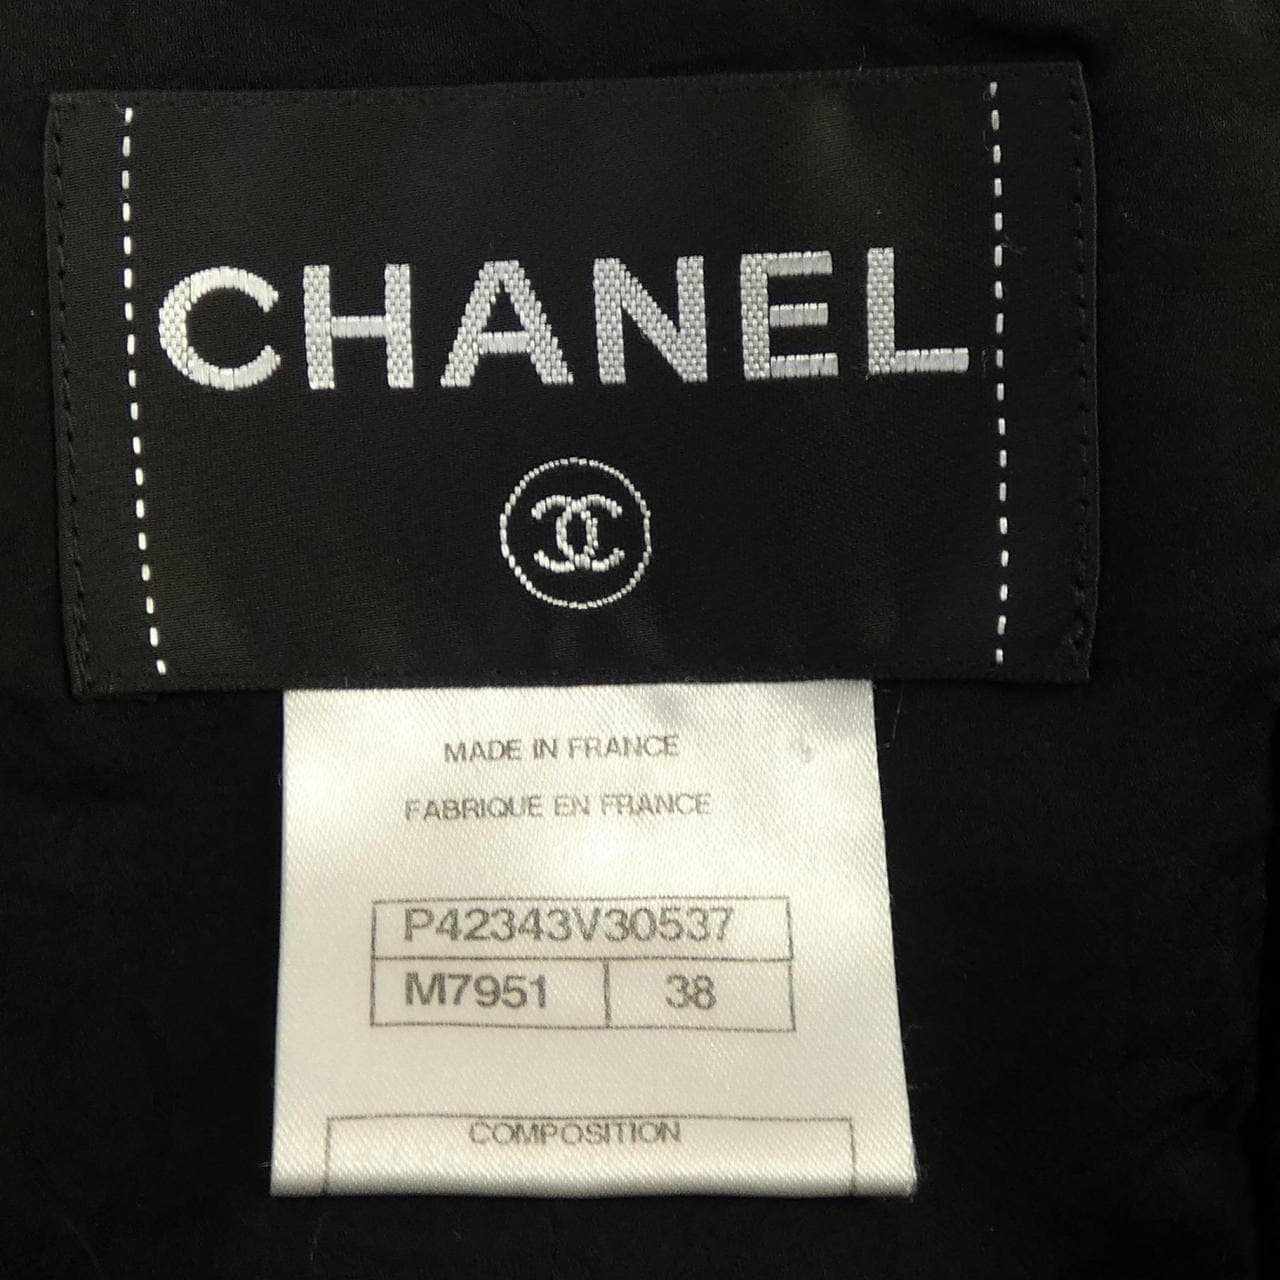 CHANEL
MADE IN FRANCE
FABRIQUE EN FRANCE
P42343V30537
M7951 38
COMPOSITION